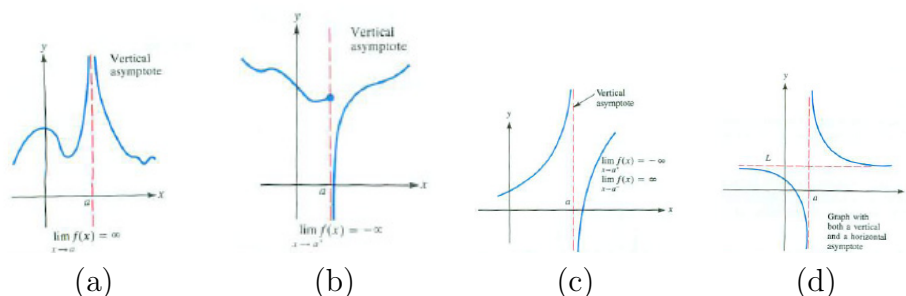 y
Vertical
asymptote
x
a
lim f(x) = ∞
x→a
(a)
y
Vertical
asymptote
x
a
lim f(x) = −∞
x→a⁺
(b)
Vertical
asymptote
y
lim f(x) = −∞
x→a⁺
lim f(x) = ∞
x→a⁻
a
x
(c)
y
L
x
a
Graph with
both a vertical
and a horizontal
asymptote
(d)